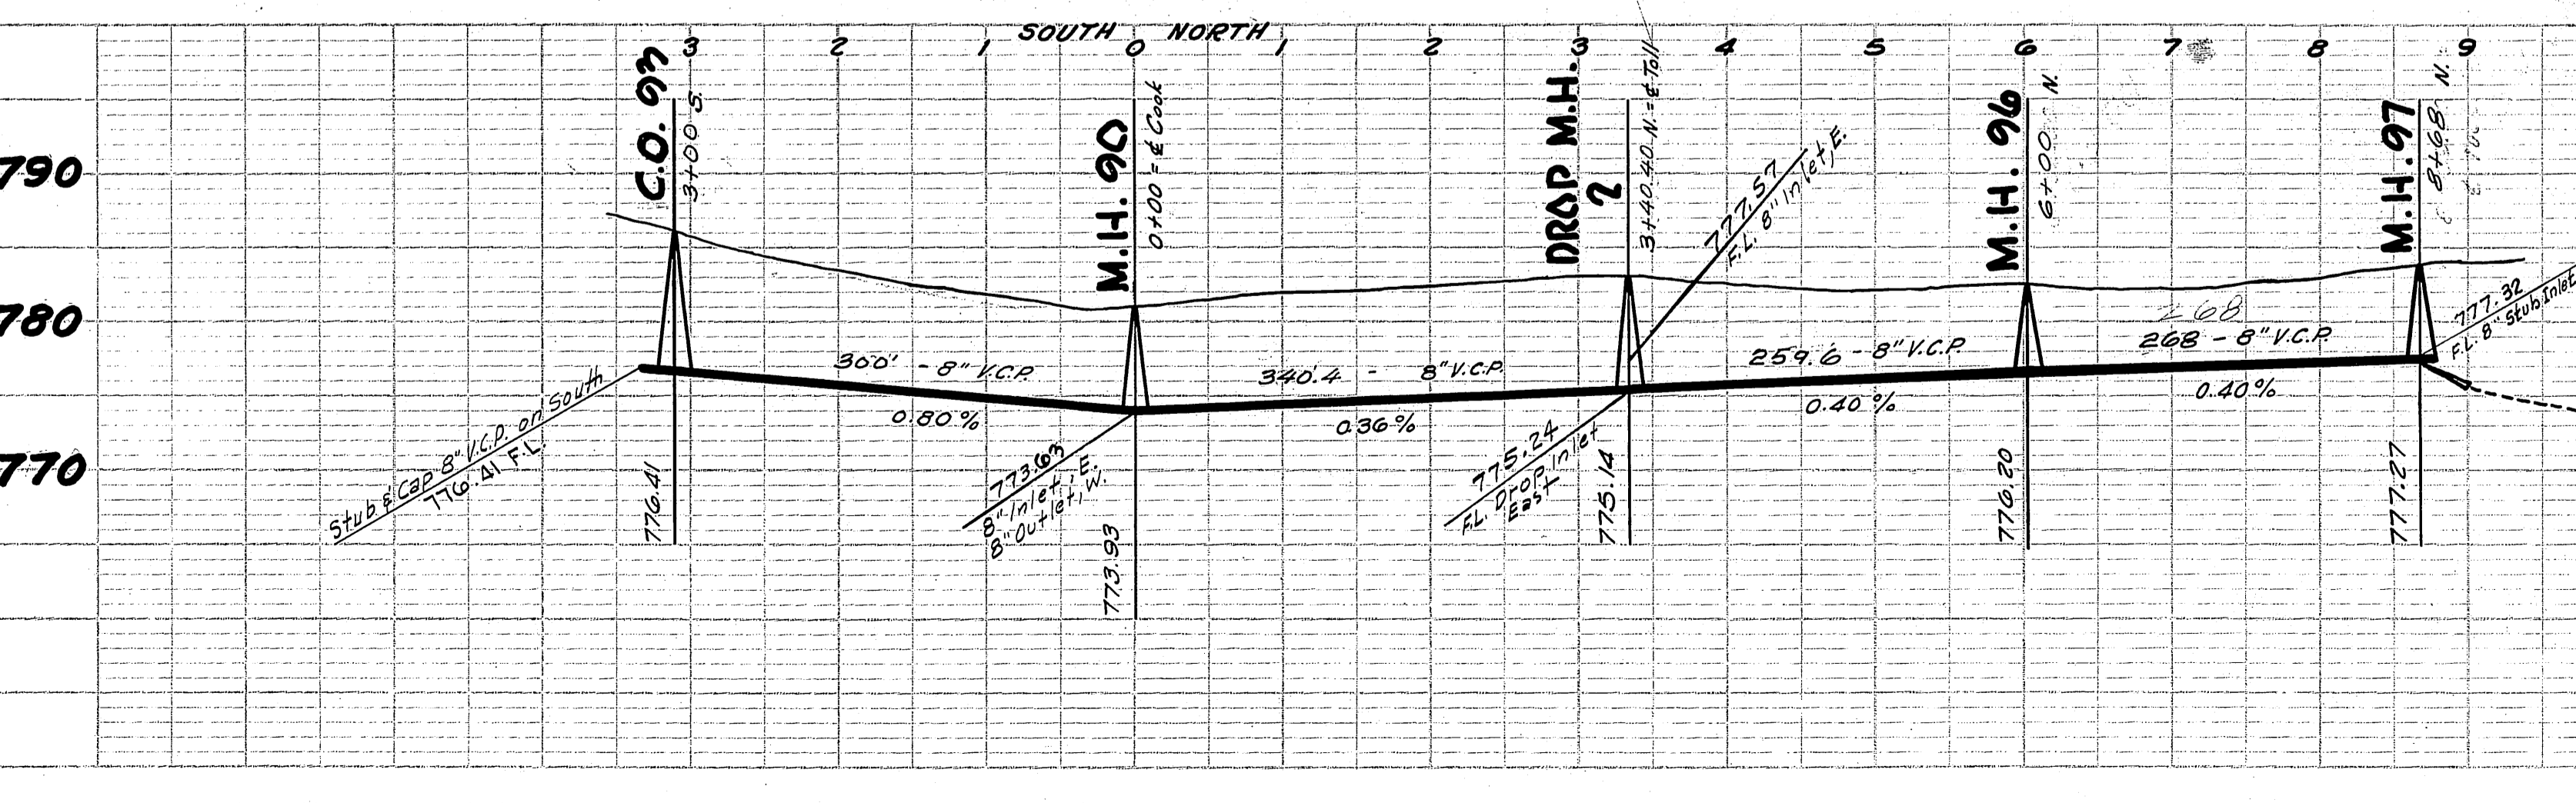 SOUTH 0 NORTH
3 2 1 1 2 3 4 5 6 7 8 9
790
780
770
C.O. 93
3+00 S.
M.H. 90
0+00 = ℄ Cook
DROP M.H.
2
3+40.40 N. = ℄ Toll
777.57
F.L. 8" Inlet, E.
M.H. 96
6+00 N.
M.H. 97
8+68 N.
300' - 8" V.C.P.
0.80%
340.4 - 8" V.C.P.
0.36%
259.6 - 8" V.C.P.
0.40%
268
268 - 8" V.C.P.
0.40%
777.32
F.L. 8" Stub Inlet
Stub & Cap 8" V.C.P. on South
776.41 F.L.
776.41
773.63
8" Inlet, E.
8" Outlet, W.
773.93
775.24
F.L. Drop Inlet
East
775.14
776.20
777.27